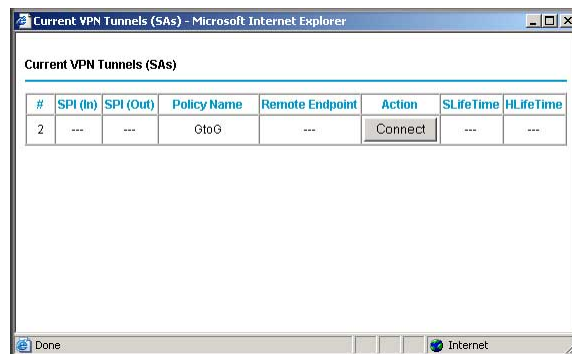 Current VPN Tunnels (SAs) - Microsoft Internet Explorer
Current VPN Tunnels (SAs)
# SPI (In) SPI (Out) Policy Name Remote Endpoint Action SLifeTime HLifeTime
2 --- --- GtoG --- Connect --- ---
Done Internet